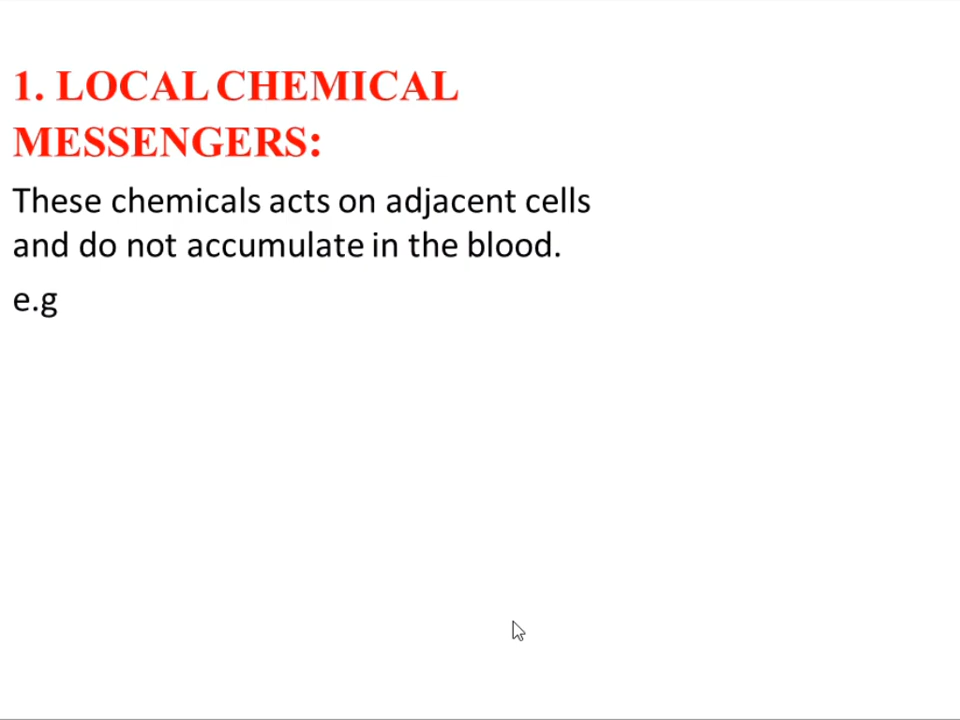 1. LOCAL CHEMICAL
MESSENGERS:
These chemicals acts on adjacent cells
and do not accumulate in the blood.
e.g